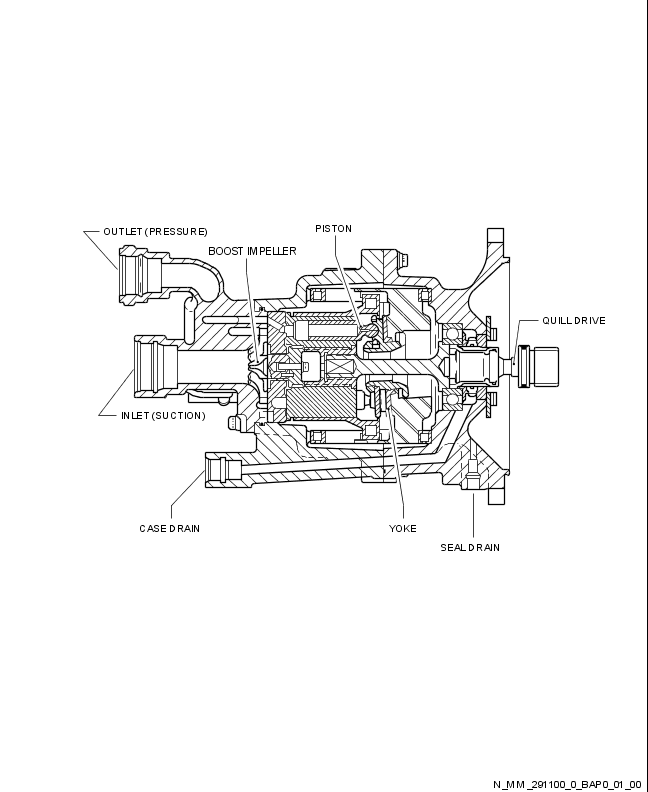 OUTLET (PRESSURE)
PISTON
BOOST IMPELLER
QUILL DRIVE
INLET (SUCTION)
CASE DRAIN
YOKE
SEAL DRAIN
N_MM_291100_0_BAP0_01_00